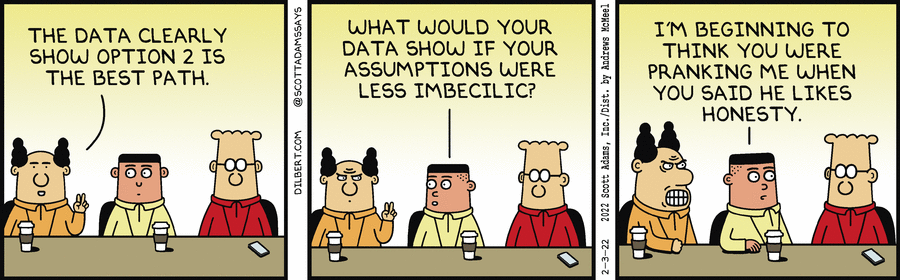 THE DATA CLEARLY
SHOW OPTION 2 IS
THE BEST PATH.
DILBERT.COM @SCOTTADAMSSAYS
WHAT WOULD YOUR
DATA SHOW IF YOUR
ASSUMPTIONS WERE
LESS IMBECILIC?
2-3-22 2022 Scott Adams, Inc./Dist. by Andrews McMeel
I'M BEGINNING TO
THINK YOU WERE
PRANKING ME WHEN
YOU SAID HE LIKES
HONESTY.